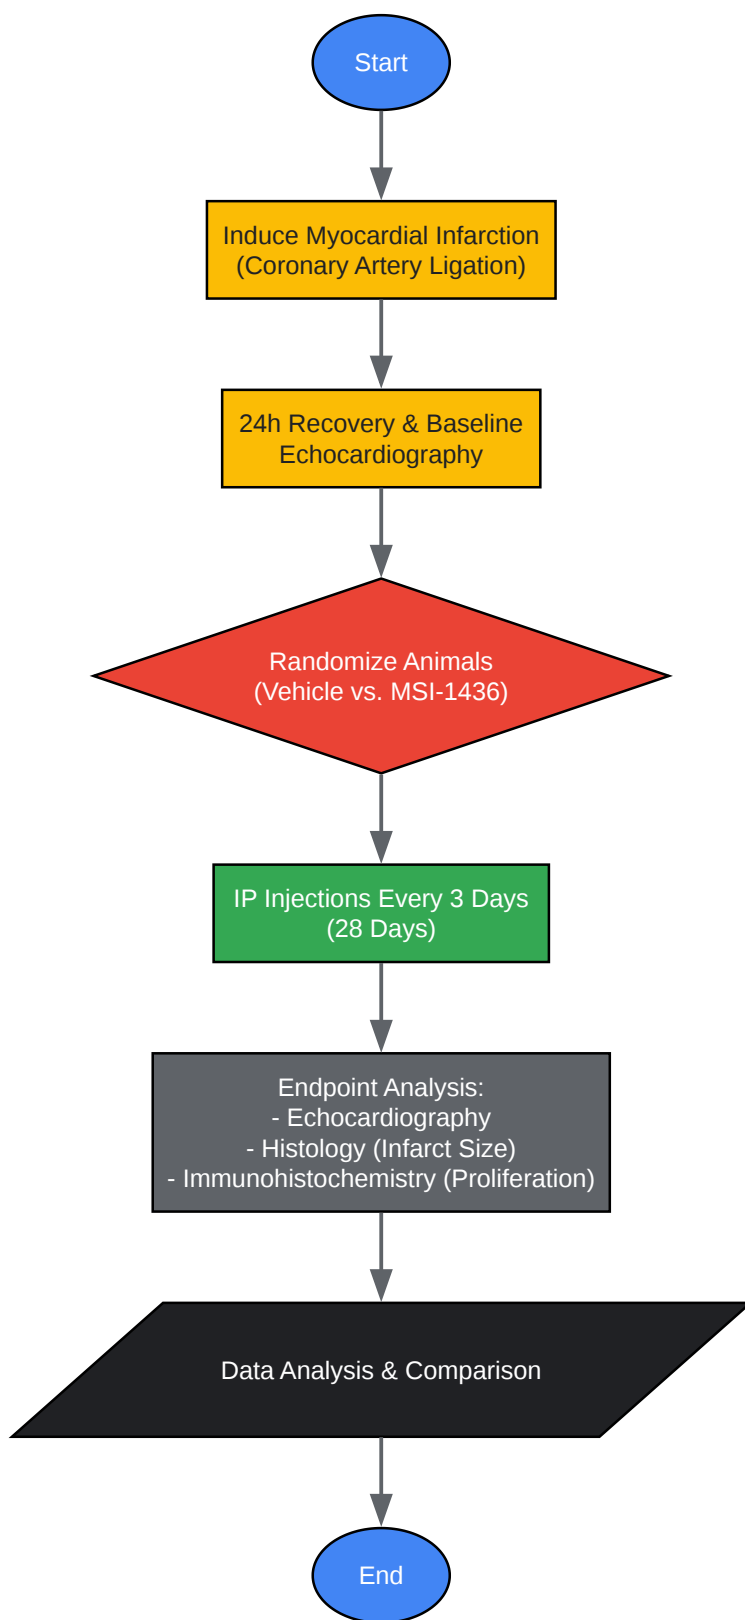 Start
Induce Myocardial Infarction
(Coronary Artery Ligation)
24h Recovery & Baseline
Echocardiography
Randomize Animals
(Vehicle vs. MSI-1436)
IP Injections Every 3 Days
(28 Days)
Endpoint Analysis:
- Echocardiography
- Histology (Infarct Size)
- Immunohistochemistry (Proliferation)
Data Analysis & Comparison
End